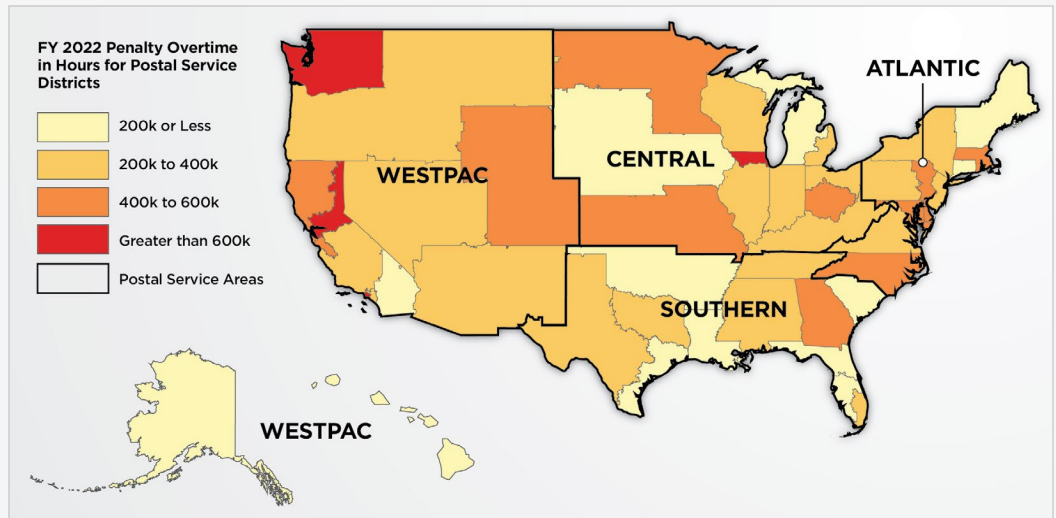 FY 2022 Penalty Overtime
in Hours for Postal Service
Districts
200k or Less
200k to 400k
400k to 600k
Greater than 600k
Postal Service Areas
ATLANTIC
CENTRAL
WESTPAC
SOUTHERN
WESTPAC